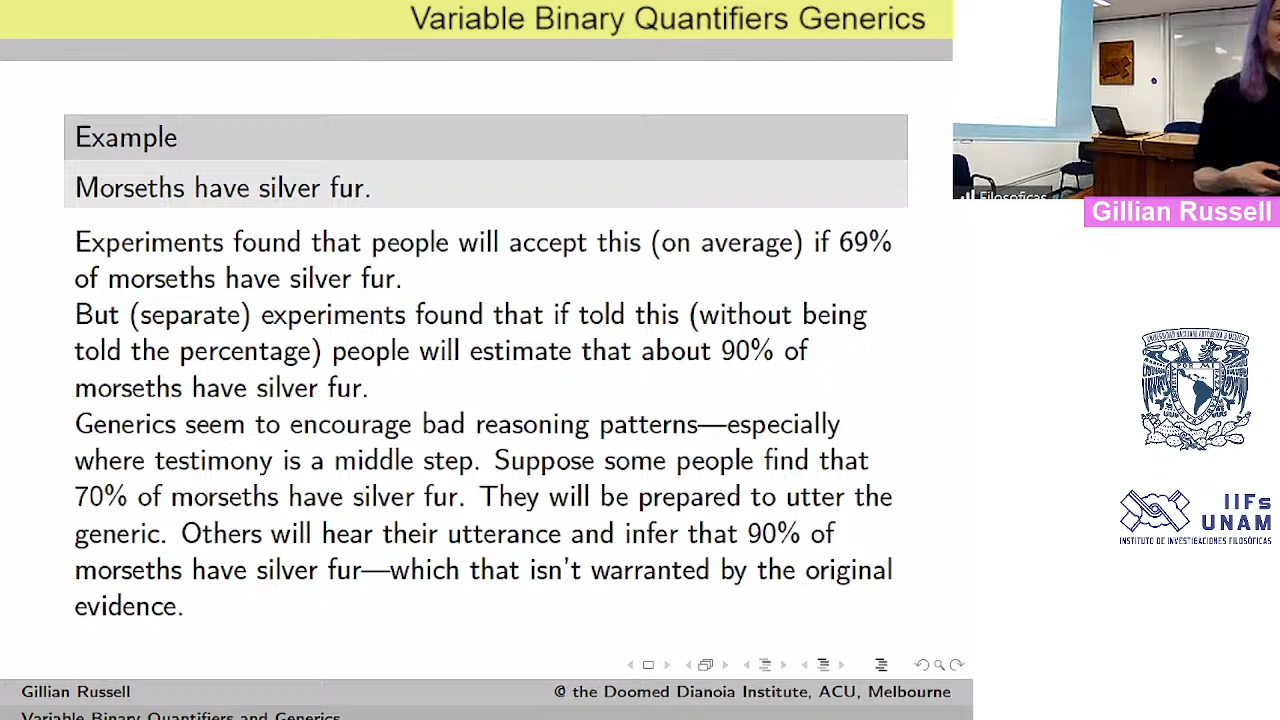 Variable Binary Quantifiers Generics
Example
Morseths have silver fur.
Experiments found that people will accept this (on average) if 69%
of morseths have silver fur.
But (separate) experiments found that if told this (without being
told the percentage) people will estimate that about 90% of
morseths have silver fur.
Generics seem to encourage bad reasoning patterns—especially
where testimony is a middle step. Suppose some people find that
70% of morseths have silver fur. They will be prepared to utter the
generic. Others will hear their utterance and infer that 90% of
morseths have silver fur—which that isn't warranted by the original
evidence.
Gillian Russell
@ the Doomed Dianoia Institute, ACU, Melbourne
Variable Binary Quantifiers and Generics
Filosoficas
Gillian Russell
IIFs
UNAM
INSTITUTO DE INVESTIGACIONES FILOSÓFICAS